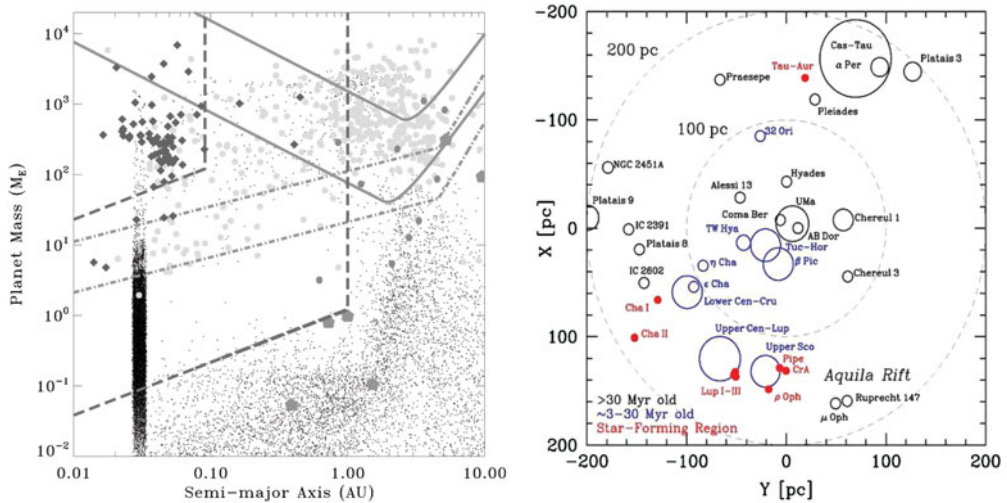 10⁴
10³
10²
10¹
10⁰
10⁻¹
10⁻²
Planet Mass (M_E)
0.01
0.10
1.00
10.00
Semi-major Axis (AU)
-200
-100
0
100
200
X [pc]
-200
-100
0
100
200
Y [pc]
200 pc
100 pc
Cas-Tau
α Per
Platais 3
Tau-Aur
Praesepe
Pleiades
32 Ori
NGC 2451A
Hyades
Alessi 13
Platais 9
UMa
Coma Ber
Chereul 1
IC 2391
TW Hya
AB Dor
Platais 8
Tuc-Hor
η Cha
β Pic
IC 2602
ε Cha
Chereul 3
Cha I
Lower Cen-Cru
Cha II
Upper Cen-Lup
Upper Sco
Pipe
CrA
Lup I-III
ρ Oph
Aquila Rift
Ruprecht 147
μ Oph
>30 Myr old
~3-30 Myr old
Star-Forming Region